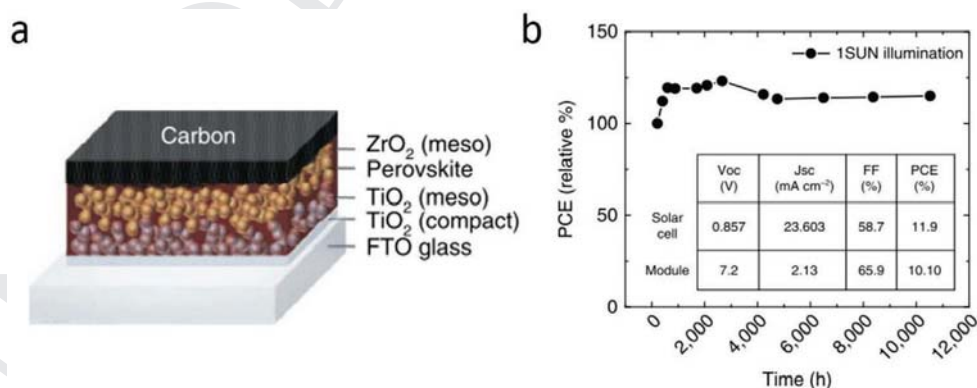 a
Carbon
ZrO₂ (meso)
Perovskite
TiO₂ (meso)
TiO₂ (compact)
FTO glass
b
150
100
50
0
PCE (relative %)
1SUN illumination
Voc (V) Jsc (mA cm⁻²) FF (%) PCE (%)
Solar cell 0.857 23.603 58.7 11.9
Module 7.2 2.13 65.9 10.10
0 2,000 4,000 6,000 8,000 10,000 12,000
Time (h)